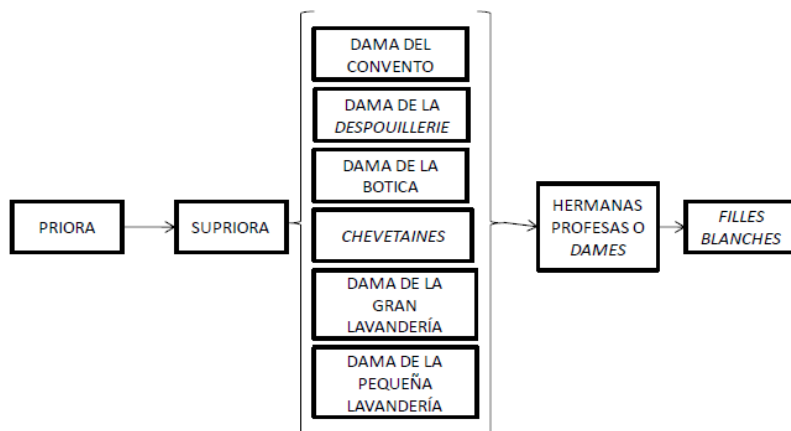 PRIORA
SUPRIORA
DAMA DEL
CONVENTO
DAMA DE LA
DESPOUILLERIE
DAMA DE LA
BOTICA
CHEVETAINES
DAMA DE LA
GRAN
LAVANDERÍA
DAMA DE LA
PEQUEÑA
LAVANDERÍA
HERMANAS
PROFESAS O
DAMES
FILLES
BLANCHES